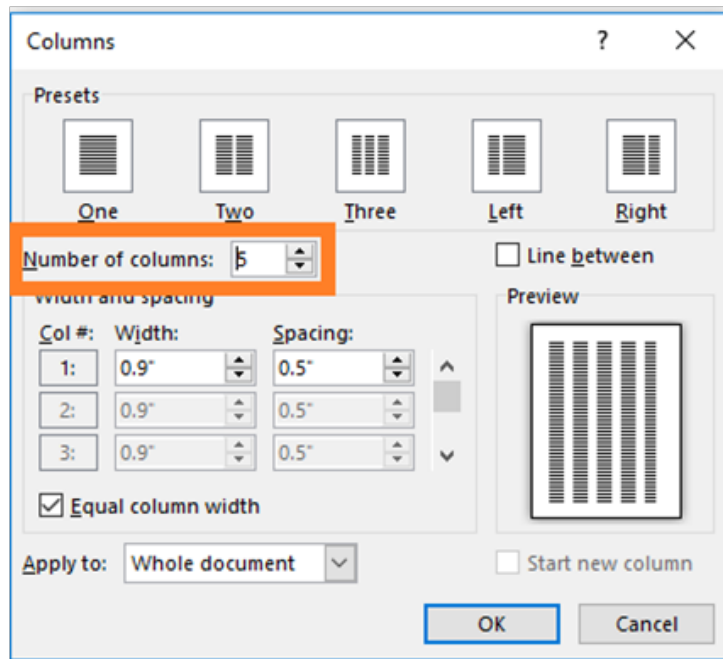 Columns ?
Presets
One Two Three Left Right
Number of columns: 5
Line between
Width and spacing
Preview
Col #: Width: Spacing:
1: 0.9" 0.5"
2: 0.9" 0.5"
3: 0.9" 0.5"
Equal column width
Apply to: Whole document
Start new column
OK Cancel